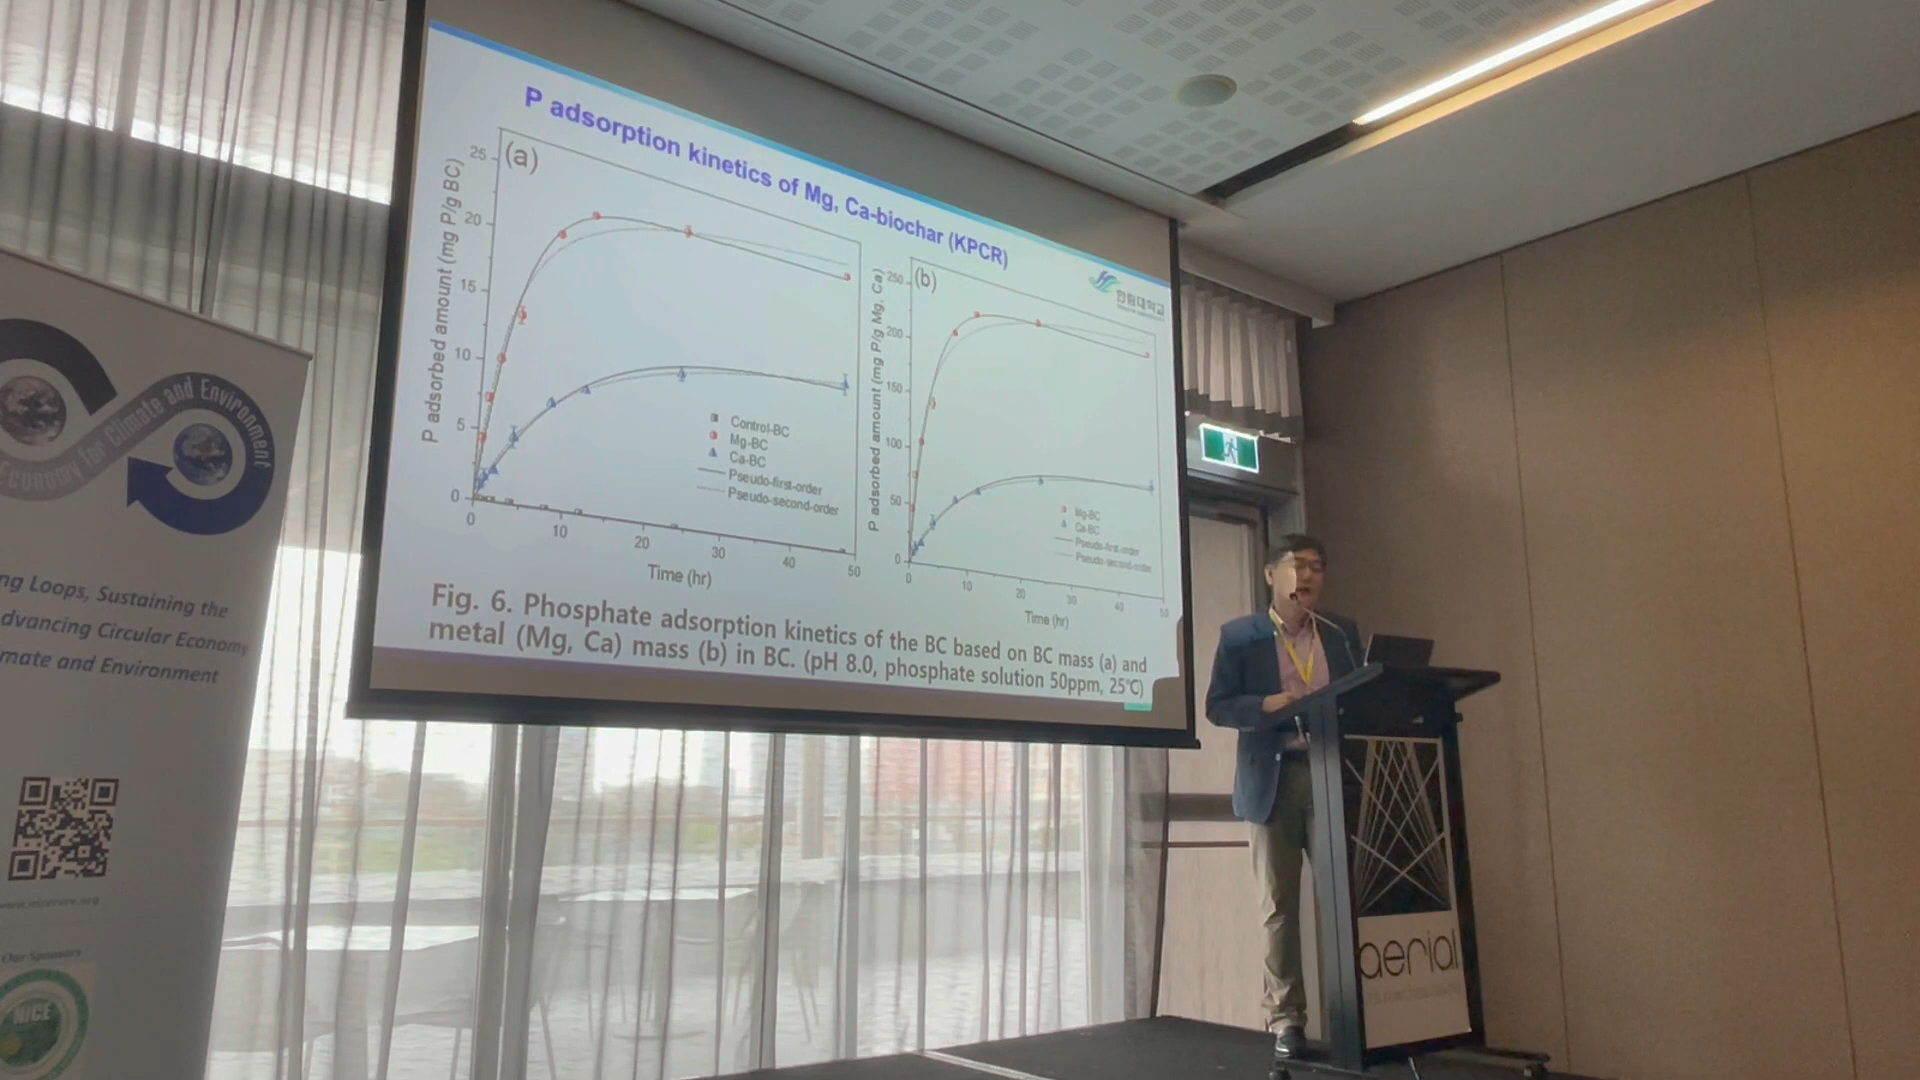 P adsorption kinetics of Mg, Ca-biochar (KPCR)
한림대학교
(a)
P adsorbed amount (mg P/g BC)
25
20
15
10
5
0
0
10
20
30
40
50
Time (hr)
Control-BC
Mg-BC
Ca-BC
Pseudo-first-order
Pseudo-second-order
(b)
P adsorbed amount (mg P/g Mg, Ca)
250
200
150
100
50
0
0
10
20
30
40
50
Time (hr)
Mg-BC
Ca-BC
Pseudo-first-order
Pseudo-second-order
Fig. 6. Phosphate adsorption kinetics of the BC based on BC mass (a) and
metal (Mg, Ca) mass (b) in BC. (pH 8.0, phosphate solution 50ppm, 25℃)
Economy for Climate and Environment
ng Loops, Sustaining the
dvancing Circular Economy
mate and Environment
Our Sponsors
NICE
aerial